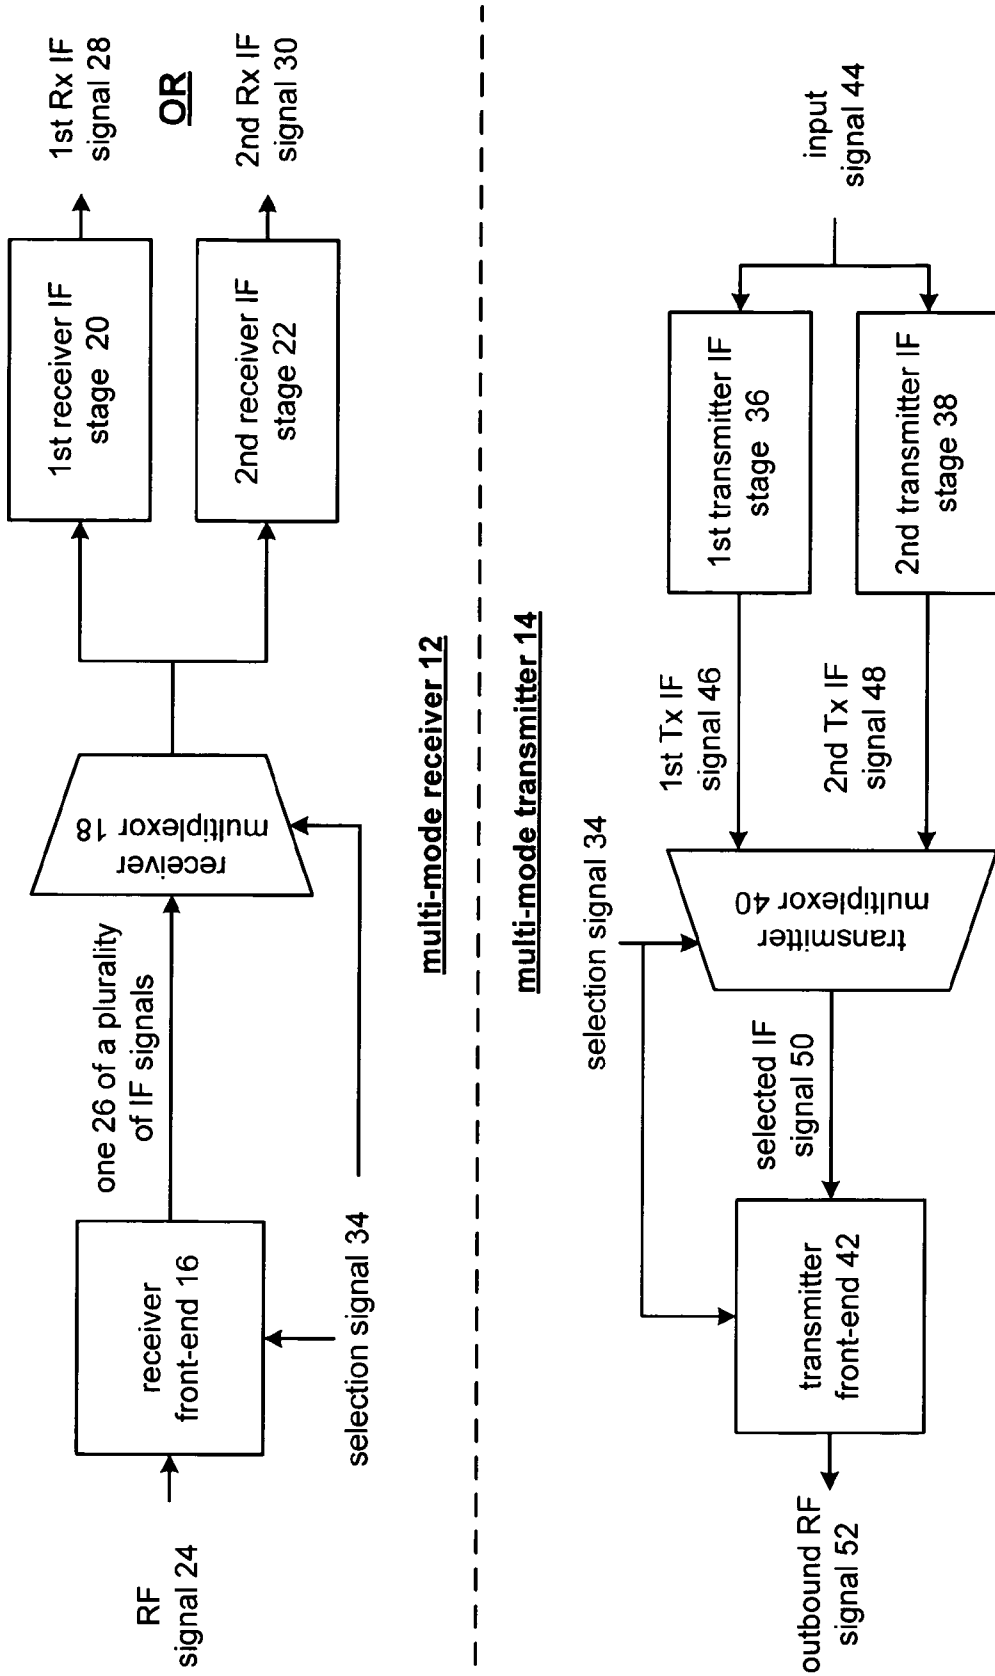 RF
signal 24
receiver
front-end 16
selection signal 34
one 26 of a plurality
of IF signals
receiver
multiplexor 18
1st receiver IF
stage 20
2nd receiver IF
stage 22
1st Rx IF
signal 28
OR
2nd Rx IF
signal 30
multi-mode receiver 12
multi-mode transmitter 14
outbound RF
signal 52
transmitter
front-end 42
selected IF
signal 50
selection signal 34
transmitter
multiplexor 40
1st Tx IF
signal 46
2nd Tx IF
signal 48
1st transmitter IF
stage 36
2nd transmitter IF
stage 38
input
signal 44